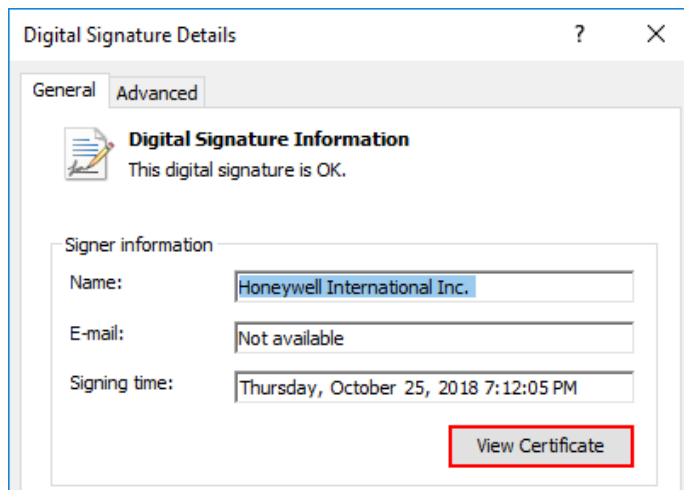 Digital Signature Details ?
General Advanced
Digital Signature Information
This digital signature is OK.
Signer information
Name: Honeywell International Inc.
E-mail: Not available
Signing time: Thursday, October 25, 2018 7:12:05 PM
View Certificate